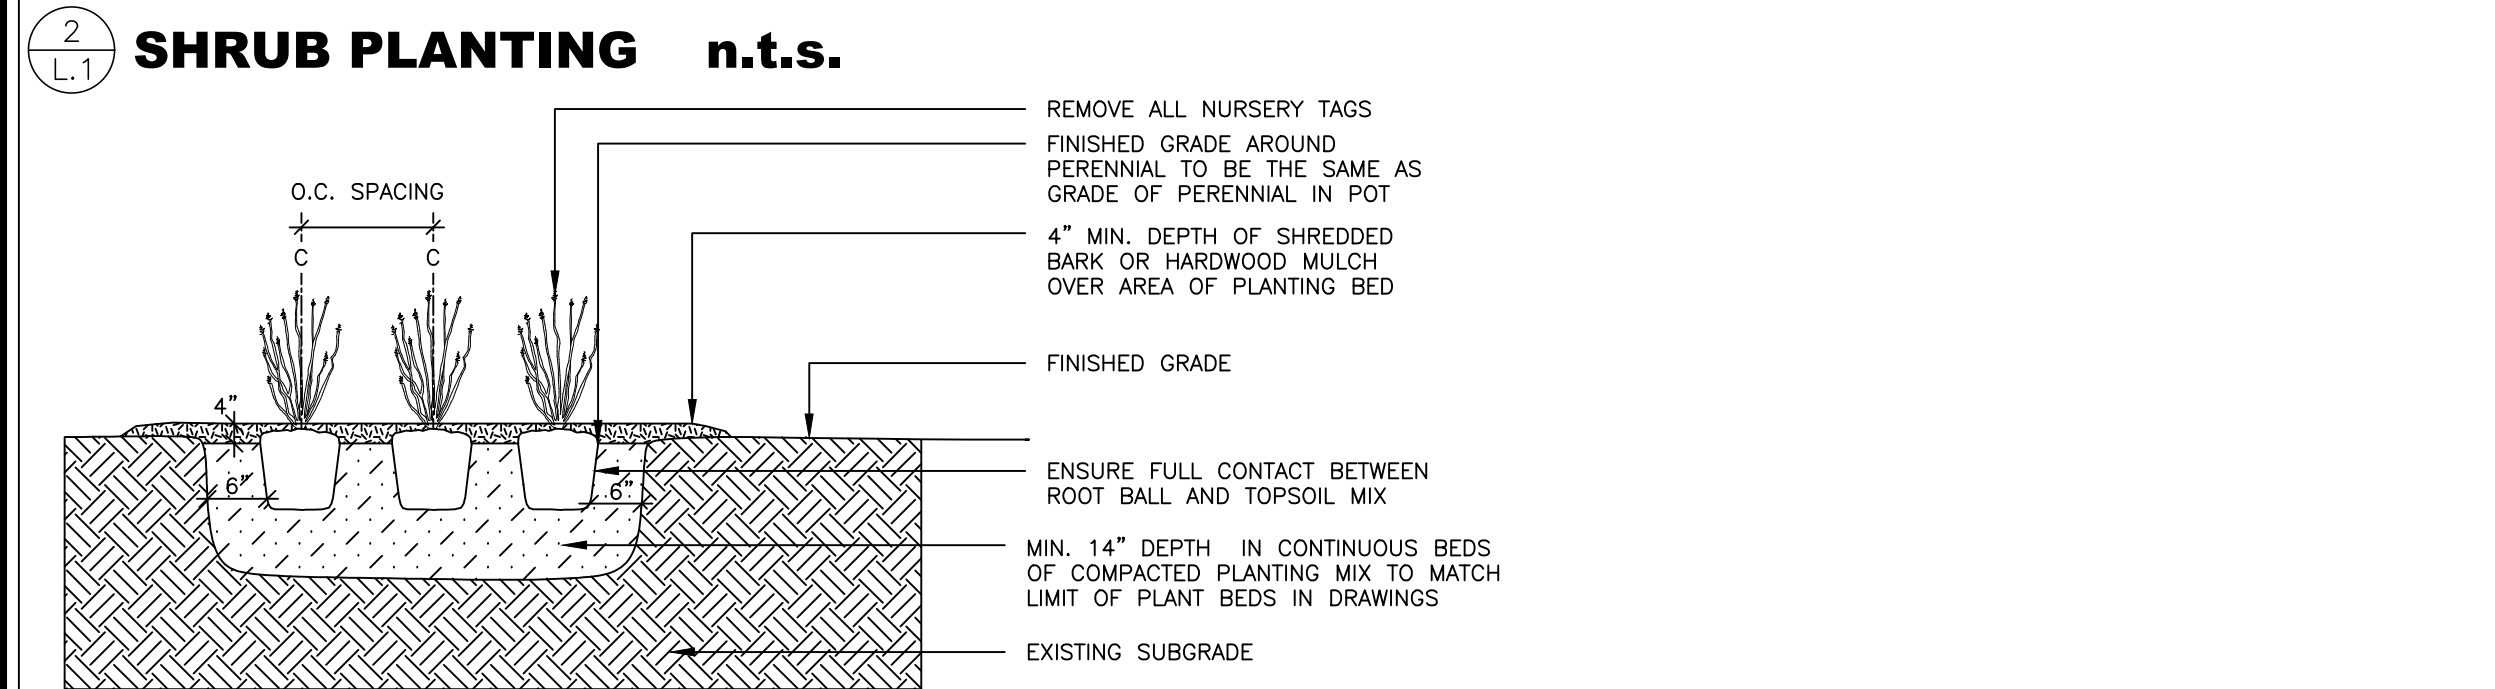 2
L.1
SHRUB PLANTING n.t.s.
REMOVE ALL NURSERY TAGS
FINISHED GRADE AROUND
PERENNIAL TO BE THE SAME AS
GRADE OF PERENNIAL IN POT
O.C. SPACING
C C
4" MIN. DEPTH OF SHREDDED
BARK OR HARDWOOD MULCH
OVER AREA OF PLANTING BED
FINISHED GRADE
4"
ENSURE FULL CONTACT BETWEEN
ROOT BALL AND TOPSOIL MIX
6" 6"
MIN. 14" DEPTH IN CONTINUOUS BEDS
OF COMPACTED PLANTING MIX TO MATCH
LIMIT OF PLANT BEDS IN DRAWINGS
EXISTING SUBGRADE